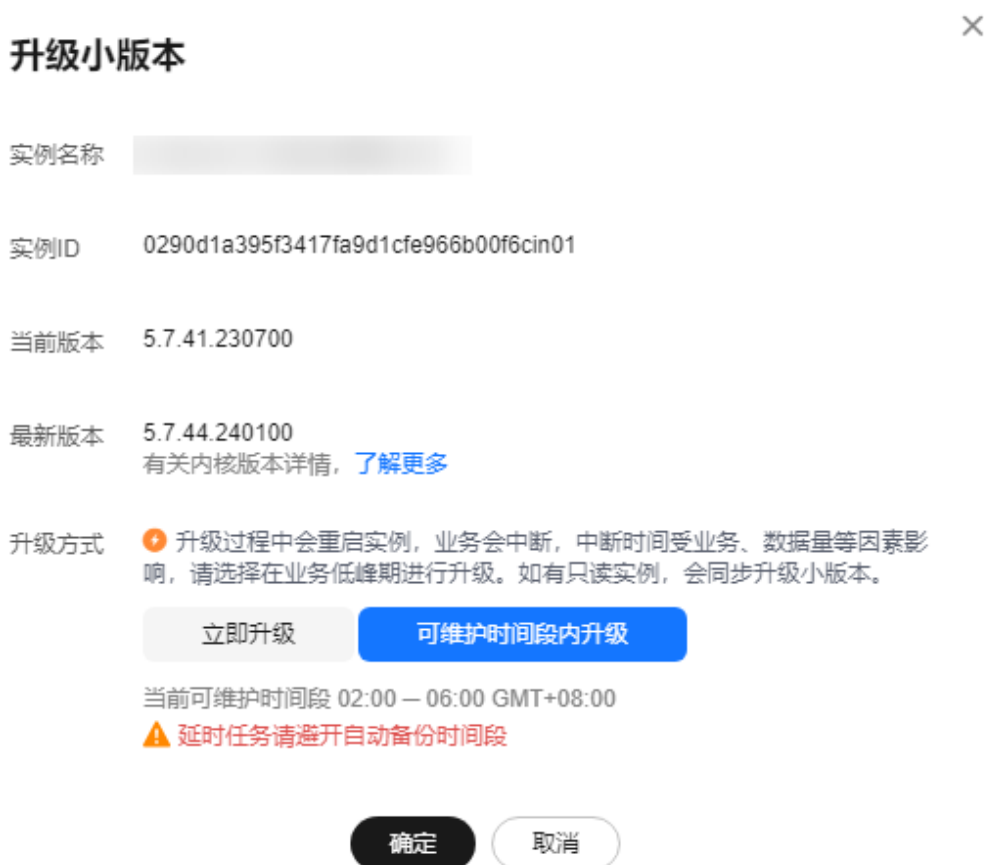 升级小版本
实例名称
实例ID 0290d1a395f3417fa9d1cfe966b00f6cin01
当前版本 5.7.41.230700
最新版本 5.7.44.240100
有关内核版本详情，了解更多
升级方式 升级过程中会重启实例，业务会中断，中断时间受业务、数据量等因素影
响，请选择在业务低峰期进行升级。如有只读实例，会同步升级小版本。
立即升级 可维护时间段内升级
当前可维护时间段 02:00 — 06:00 GMT+08:00
延时任务请避开自动备份时间段
确定 取消